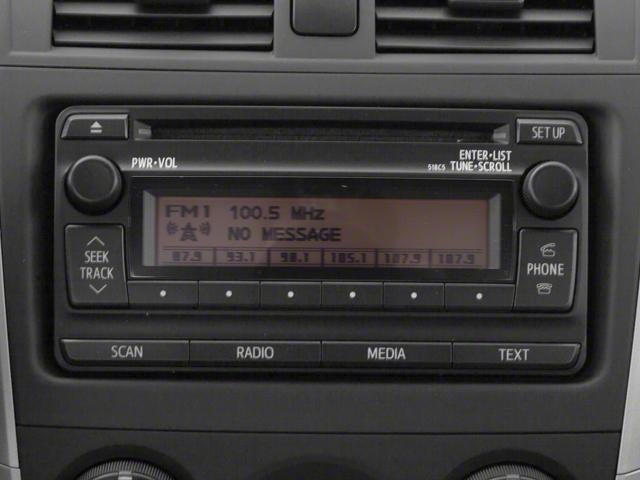 SET UP
PWR•VOL
ENTER•LIST
518C5 TUNE•SCROLL
FM1 100.5 MHz
NO MESSAGE
87.9 93.1 98.1 105.1 107.9 107.9
SEEK
TRACK
PHONE
SCAN RADIO MEDIA TEXT